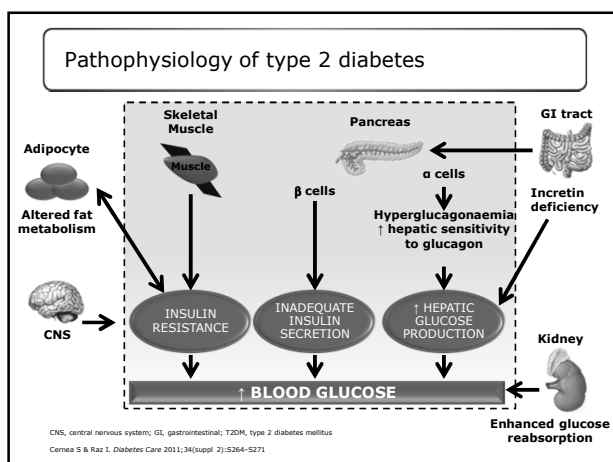 Pathophysiology of type 2 diabetes
Skeletal
Muscle
Muscle
Pancreas
GI tract
Adipocyte
Altered fat
metabolism
β cells
α cells
Incretin
deficiency
Hyperglucagonaemia
↑ hepatic sensitivity
to glucagon
CNS
INSULIN
RESISTANCE
INADEQUATE
INSULIN
SECRETION
↑ HEPATIC
GLUCOSE
PRODUCTION
Kidney
↑ BLOOD GLUCOSE
Enhanced glucose
reabsorption
CNS, central nervous system; GI, gastrointestinal; T2DM, type 2 diabetes mellitus
Cernea S & Raz I. Diabetes Care 2011;34(suppl 2):S264–S271